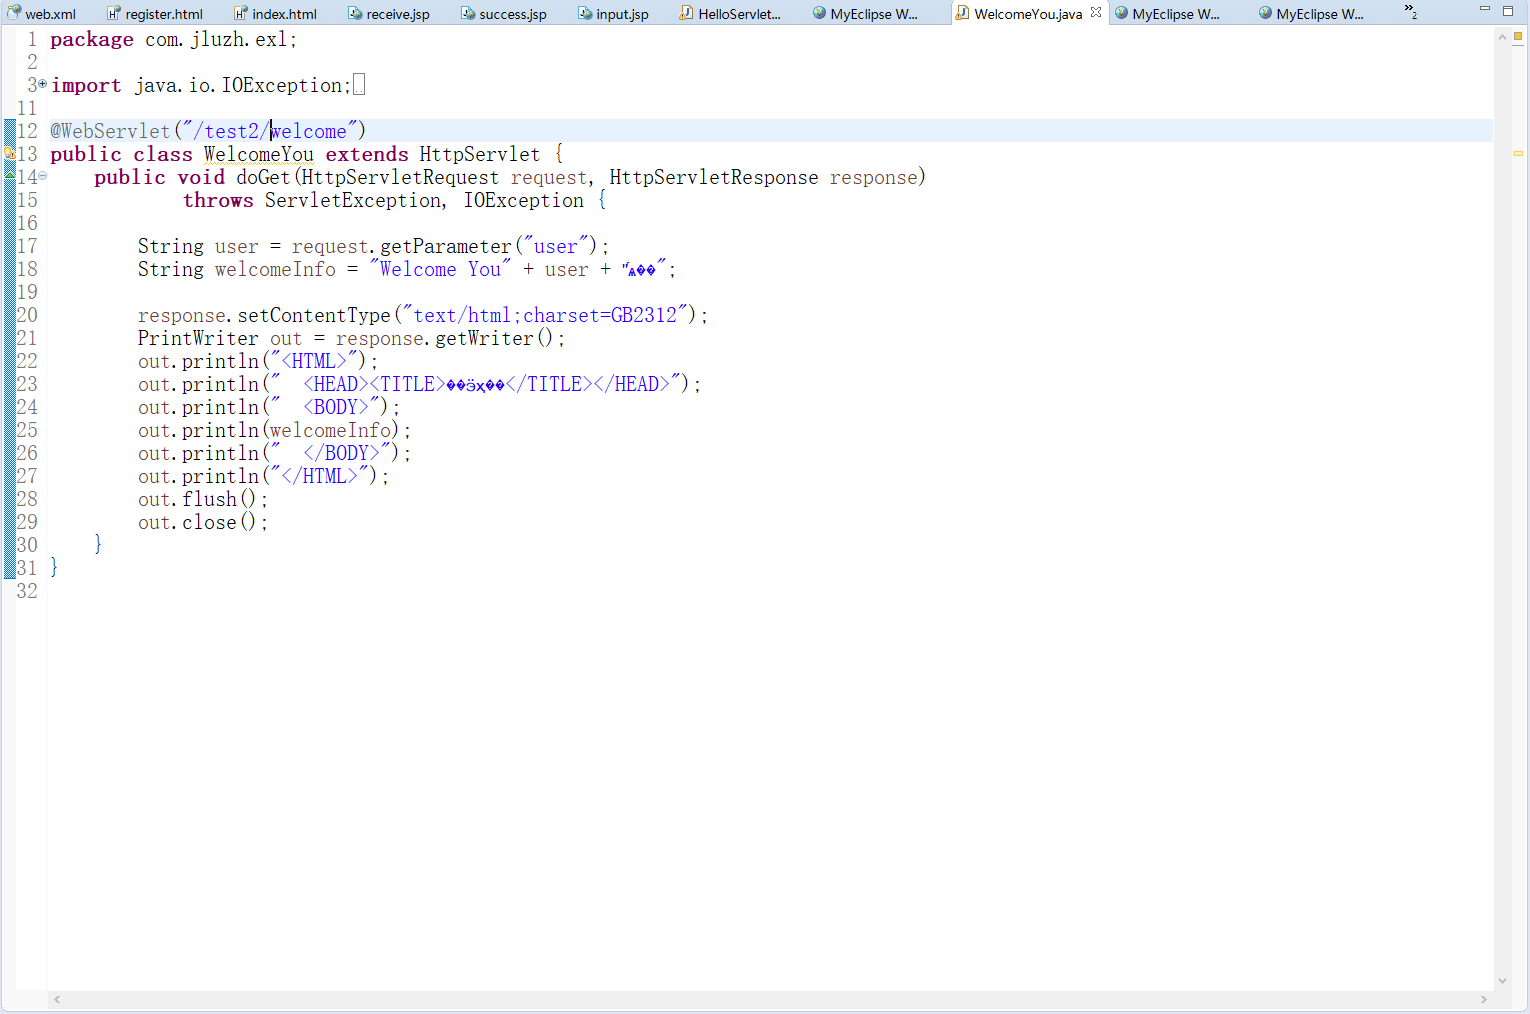 web.xml register.html index.html receive.jsp success.jsp input.jsp HelloServlet... MyEclipse W... WelcomeYou.java MyEclipse W... MyEclipse W... »2
1 package com.jluzh.exl;
2
3 import java.io.IOException;
11
12 @WebServlet("/test2/welcome")
13 public class WelcomeYou extends HttpServlet {
14 public void doGet(HttpServletRequest request, HttpServletResponse response)
15 throws ServletException, IOException {
16
17 String user = request.getParameter("user");
18 String welcomeInfo = "Welcome You" + user + "��";
19
20 response.setContentType("text/html;charset=GB2312");
21 PrintWriter out = response.getWriter();
22 out.println("<HTML>");
23 out.println("  <HEAD><TITLE>��ӭҳ��</TITLE></HEAD>");
24 out.println("  <BODY>");
25 out.println(welcomeInfo);
26 out.println("  </BODY>");
27 out.println("</HTML>");
28 out.flush();
29 out.close();
30 }
31 }
32